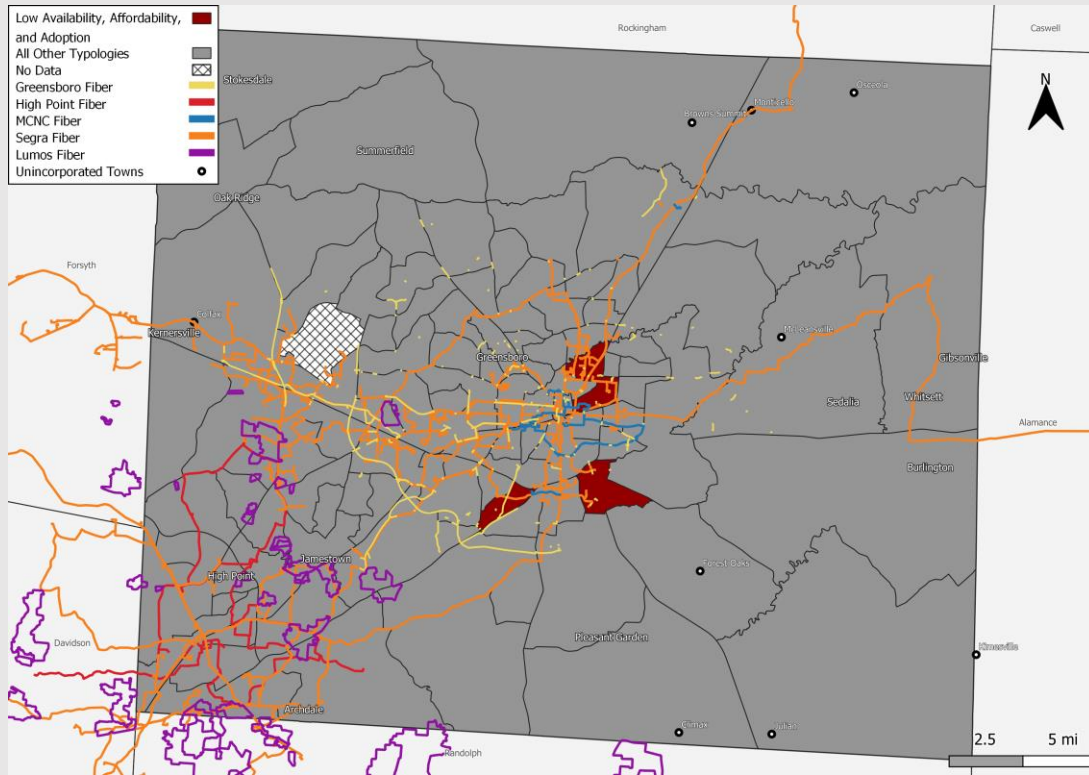 Low Availability, Affordability,
and Adoption
All Other Typologies
No Data
Greensboro Fiber
High Point Fiber
MCNC Fiber
Segra Fiber
Lumos Fiber
Unincorporated Towns
Rockingham
Caswell
N
Stokesdale
Osceola
Monticello
Browns Summit
Summerfield
Oak Ridge
Forsyth
Colfax
Kernersville
McLeansville
Greensboro
Gibsonville
Sedalia
Whitsett
Alamance
Burlington
Jamestown
High Point
Forest Oaks
Pleasant Garden
Davidson
Kimesville
Archdale
Climax
Julian
Randolph
2.5
5 mi